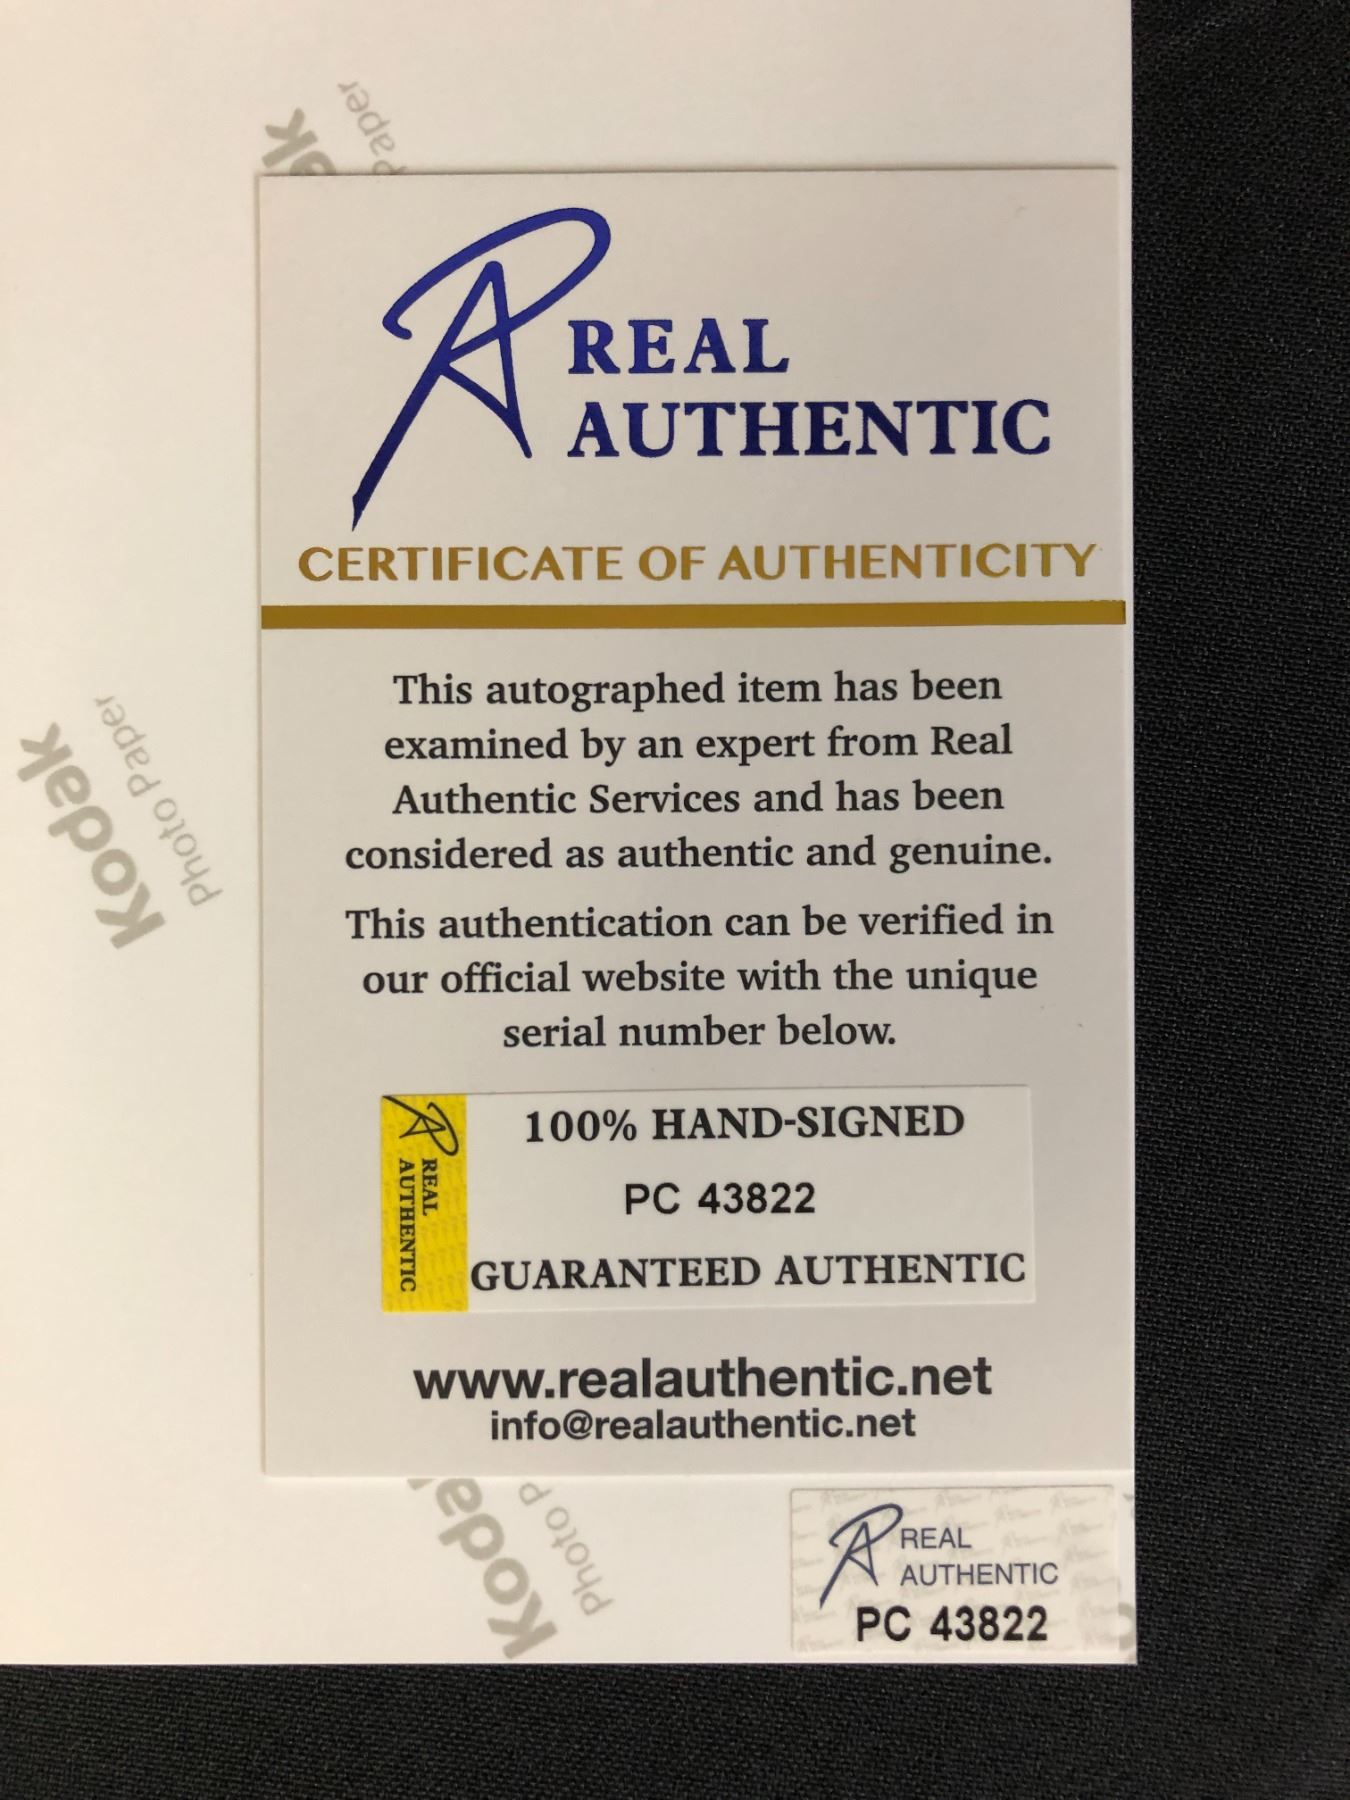 Kodak
Paper
REAL
AUTHENTIC
CERTIFICATE OF AUTHENTICITY
This autographed item has been
examined by an expert from Real
Authentic Services and has been
considered as authentic and genuine.
This authentication can be verified in
our official website with the unique
serial number below.
Kodak
Photo Paper
REAL
AUTHENTIC
100% HAND-SIGNED
PC 43822
GUARANTEED AUTHENTIC
www.realauthentic.net
info@realauthentic.net
Kodak
Photo P
REAL
AUTHENTIC
PC 43822